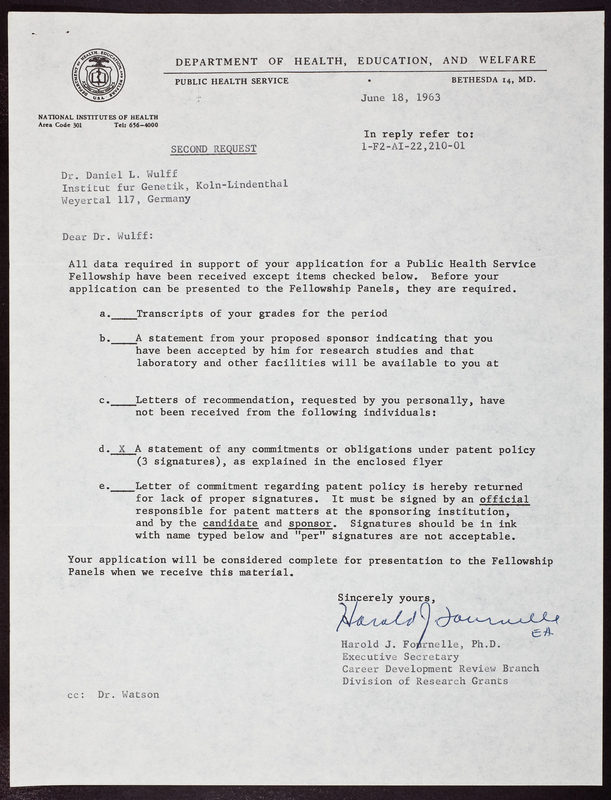 DEPARTMENT OF HEALTH, EDUCATION, AND WELFARE
PUBLIC HEALTH SERVICE
BETHESDA 14, MD.
June 18, 1963
NATIONAL INSTITUTES OF HEALTH
Area Code 301 Tel: 656-4000
In reply refer to:
1-F2-AI-22,210-01
SECOND REQUEST
Dr. Daniel L. Wulff
Institut fur Genetik, Koln-Lindenthal
Weyertal 117, Germany
Dear Dr. Wulff:
All data required in support of your application for a Public Health Service
Fellowship have been received except items checked below. Before your
application can be presented to the Fellowship Panels, they are required.
a.____Transcripts of your grades for the period
b.____A statement from your proposed sponsor indicating that you
have been accepted by him for research studies and that
laboratory and other facilities will be available to you at
c.____Letters of recommendation, requested by you personally, have
not been received from the following individuals:
d. X A statement of any commitments or obligations under patent policy
(3 signatures), as explained in the enclosed flyer
e.____Letter of commitment regarding patent policy is hereby returned
for lack of proper signatures. It must be signed by an official
responsible for patent matters at the sponsoring institution,
and by the candidate and sponsor. Signatures should be in ink
with name typed below and "per" signatures are not acceptable.
Your application will be considered complete for presentation to the Fellowship
Panels when we receive this material.
Sincerely yours,
Harold J Fournelle
EA
Harold J. Fournelle, Ph.D.
Executive Secretary
Career Development Review Branch
Division of Research Grants
cc: Dr. Watson